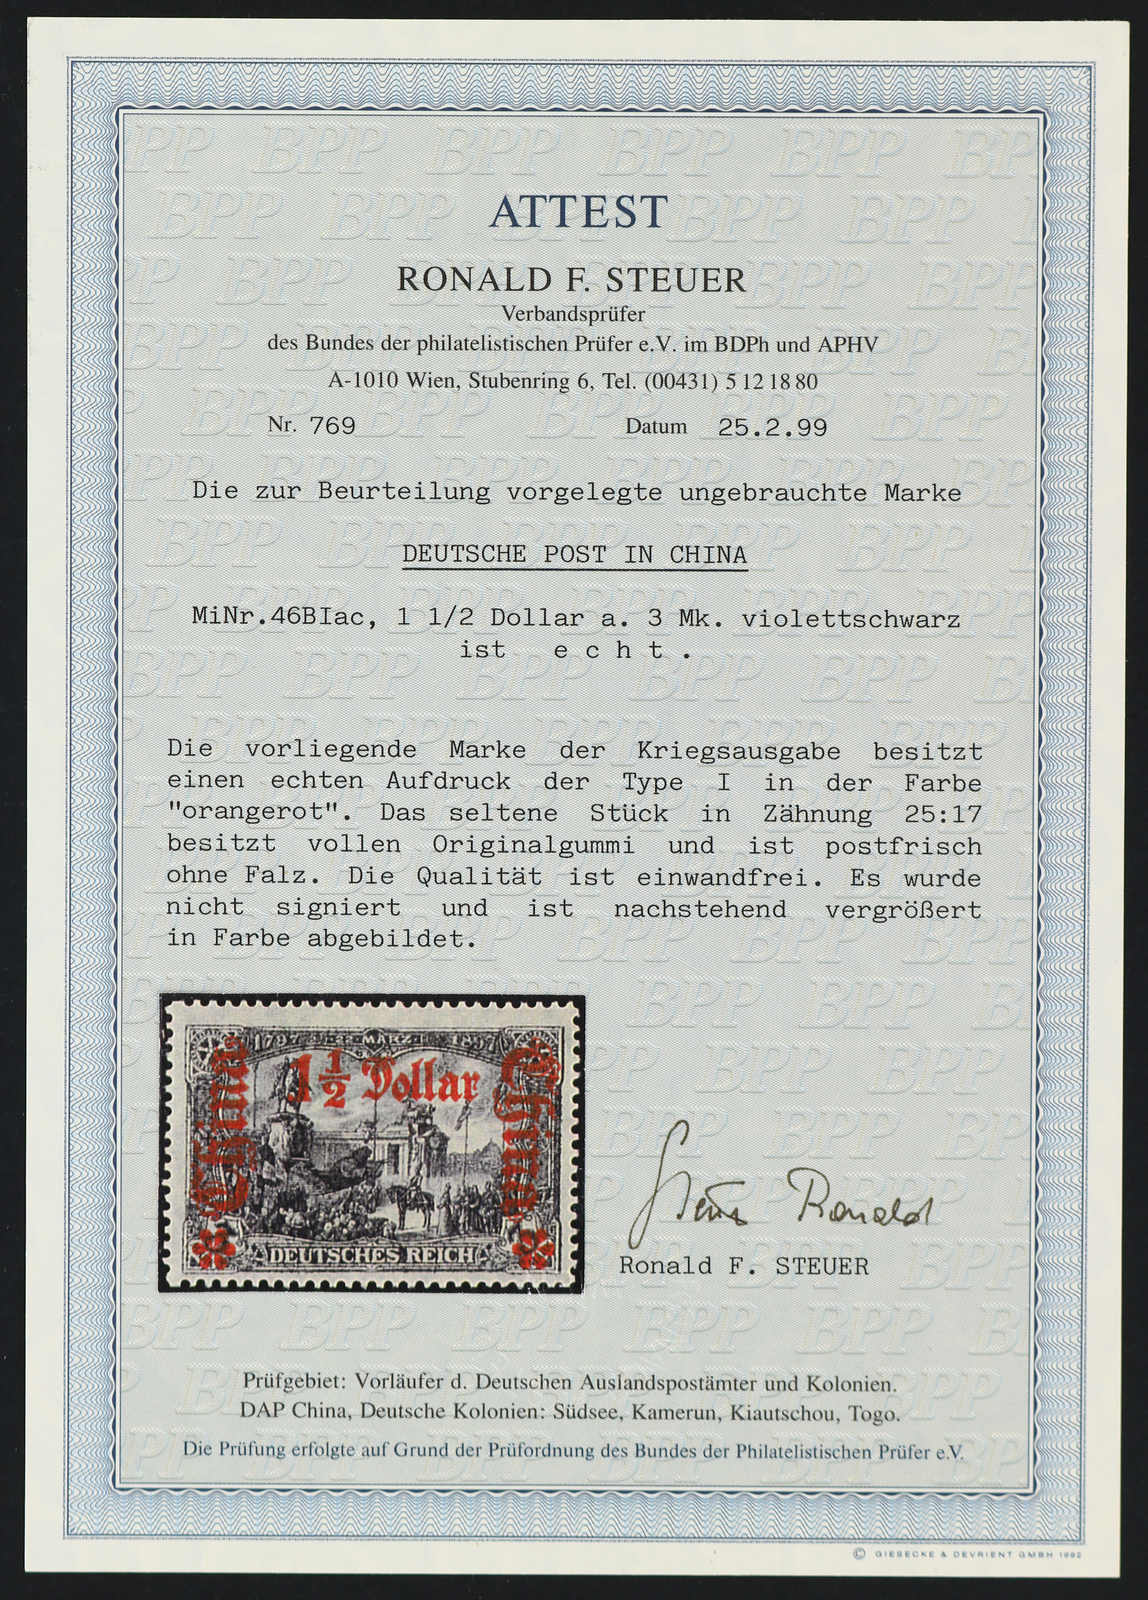 ATTEST
RONALD F. STEUER
Verbandsprüfer
des Bundes der philatelistischen Prüfer e.V. im BDPh und APHV
A-1010 Wien, Stubenring 6, Tel. (00431) 5 12 18 80
Nr. 769 Datum 25.2.99
Die zur Beurteilung vorgelegte ungebrauchte Marke
DEUTSCHE POST IN CHINA
MiNr.46BIac, 1 1/2 Dollar a. 3 Mk. violettschwarz
ist e c h t .
Die vorliegende Marke der Kriegsausgabe besitzt
einen echten Aufdruck der Type I in der Farbe
"orangerot". Das seltene Stück in Zähnung 25:17
besitzt vollen Originalgummi und ist postfrisch
ohne Falz. Die Qualität ist einwandfrei. Es wurde
nicht signiert und ist nachstehend vergrößert
in Farbe abgebildet.
1797 22. MÄRZ 1897
China
1 1/2 Dollar
China
DEUTSCHES REICH
Steuer Ronald
Ronald F. STEUER
Prüfgebiet: Vorläufer d. Deutschen Auslandspostämter und Kolonien.
DAP China, Deutsche Kolonien: Südsee, Kamerun, Kiautschou, Togo.
Die Prüfung erfolgte auf Grund der Prüfordnung des Bundes der Philatelistischen Prüfer e.V.
© GIESECKE & DEVRIENT GMBH 1992